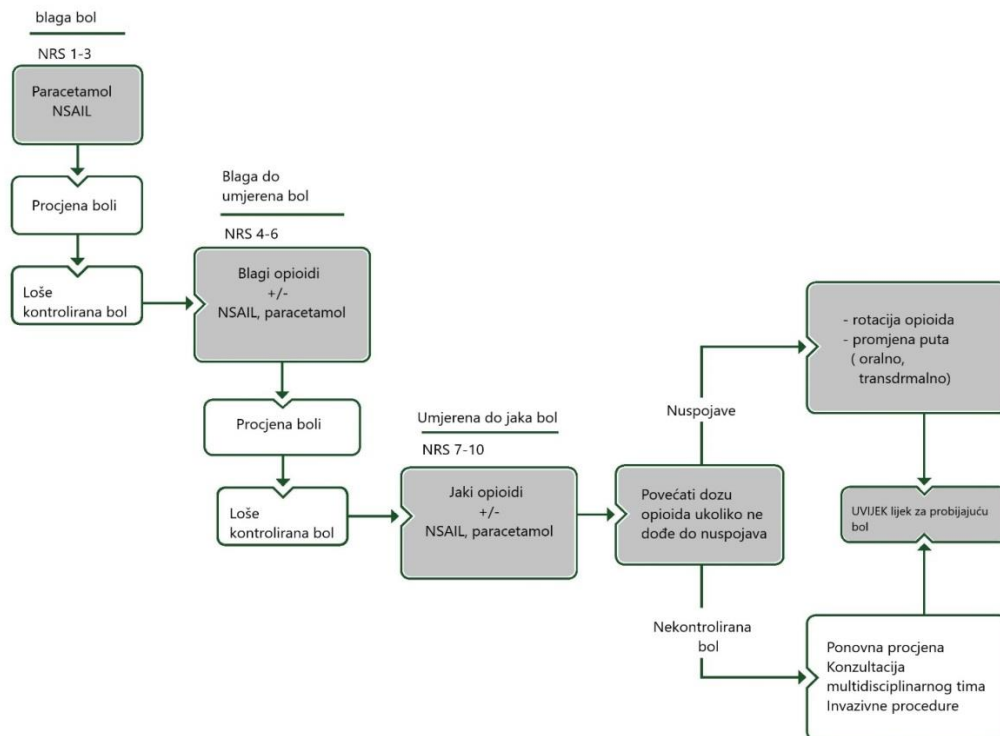 blaga bol
NRS 1-3
Paracetamol
NSAIL
Procjena boli
Loše
kontrolirana bol
Blaga do
umjerena bol
NRS 4-6
Blagi opioidi
+/-
NSAIL, paracetamol
Procjena boli
Loše
kontrolirana bol
Umjerena do jaka bol
NRS 7-10
Jaki opioidi
+/-
NSAIL, paracetamol
Povećati dozu
opioida ukoliko ne
dođe do nuspojava
Nuspojave
- rotacija opioida
- promjena puta
( oralno,
transdrmalno)
UVIJEK lijek za probijajuću
bol
Nekontrolirana
bol
Ponovna procjena
Konzultacija
multidisciplinarnog tima
Invazivne procedure